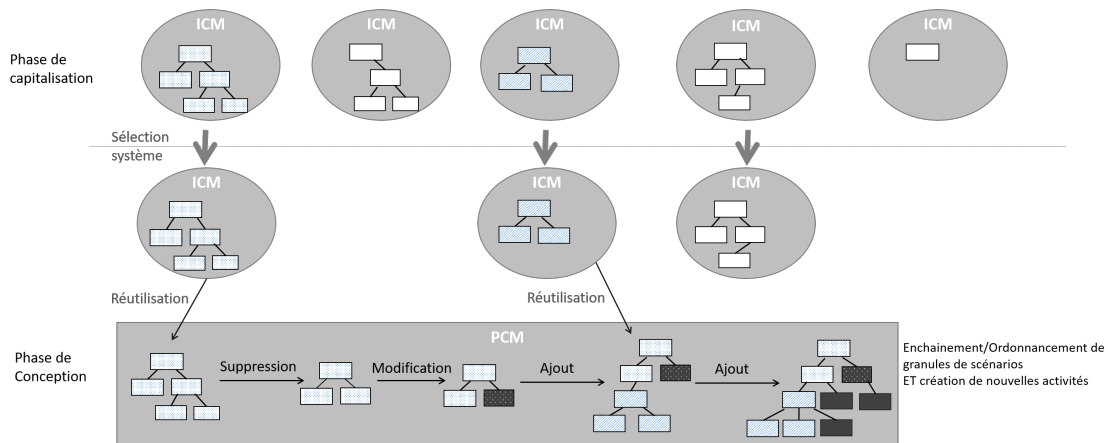 ICM
ICM
ICM
ICM
ICM
Phase de
capitalisation
Sélection
système
ICM
ICM
ICM
Réutilisation
Réutilisation
PCM
Phase de
Conception
Suppression
Modification
Ajout
Ajout
Enchainement/Ordonnancement de
granules de scénarios
ET création de nouvelles activités